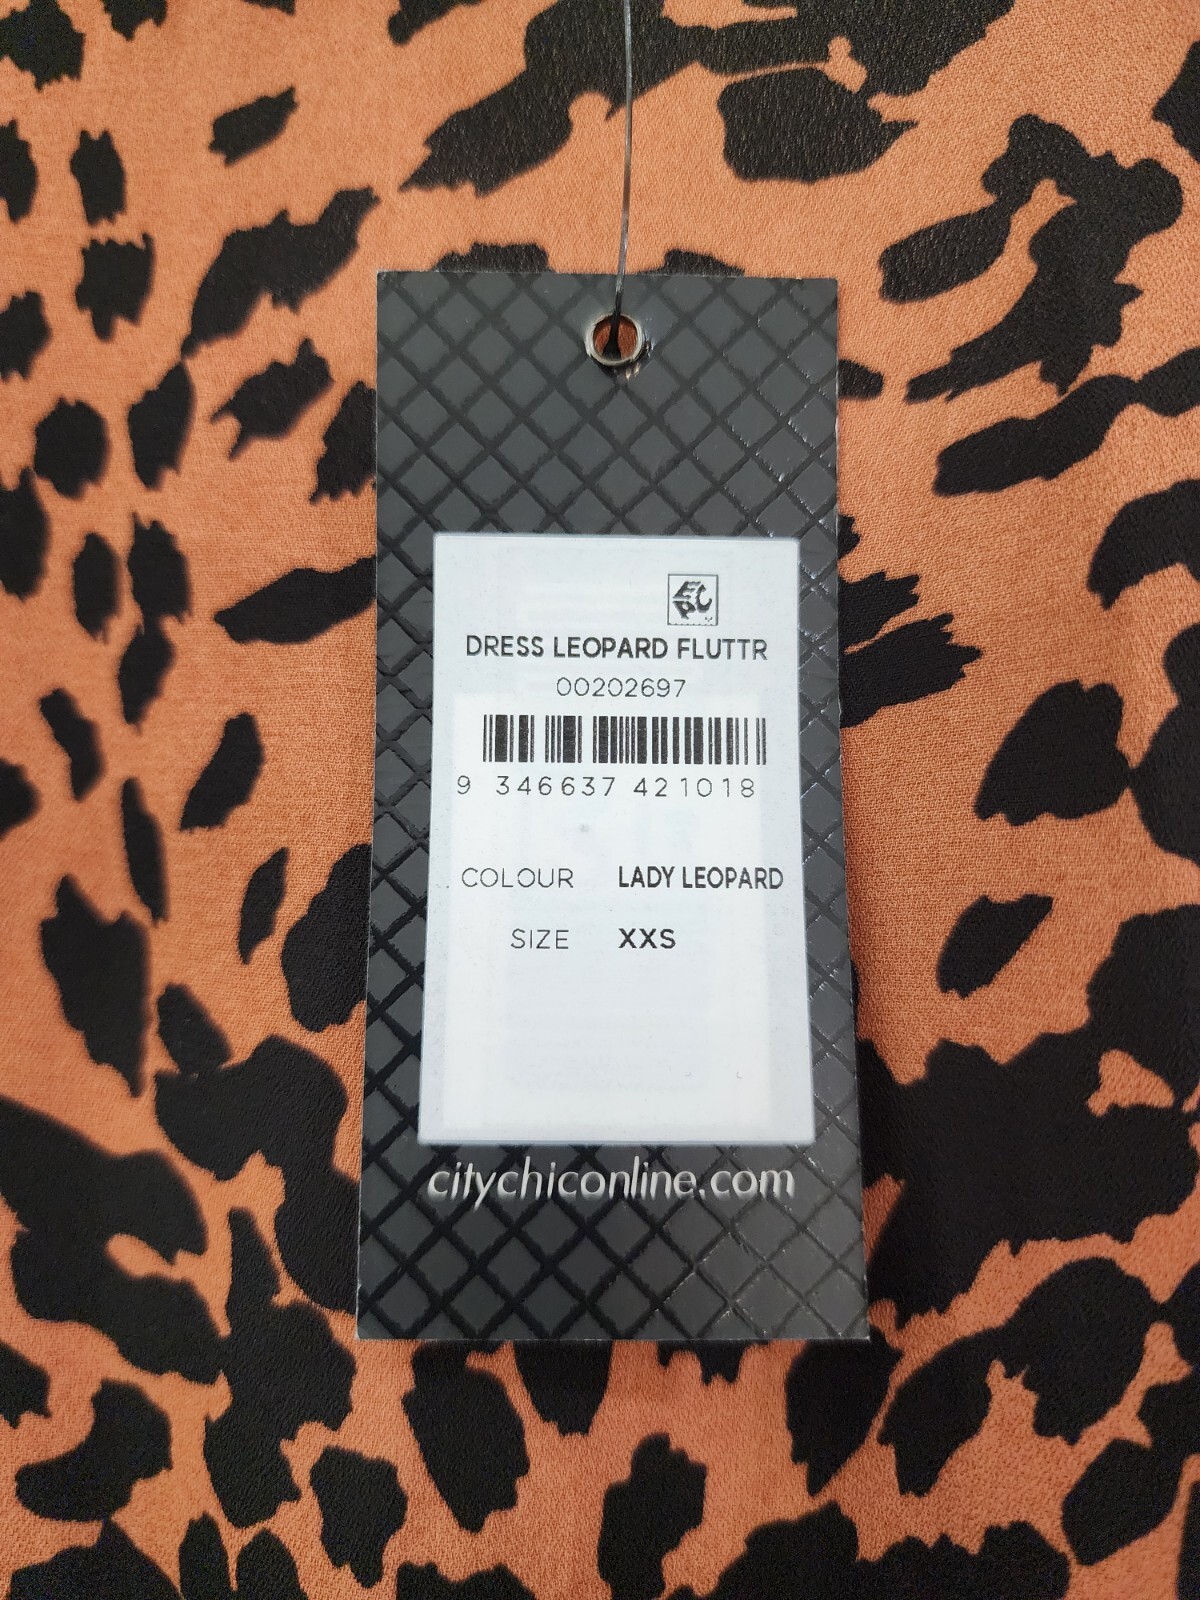 DRESS LEOPARD FLUTTR
00202697
9 346637 421018
COLOUR LADY LEOPARD
SIZE XXS
citychiconline.com